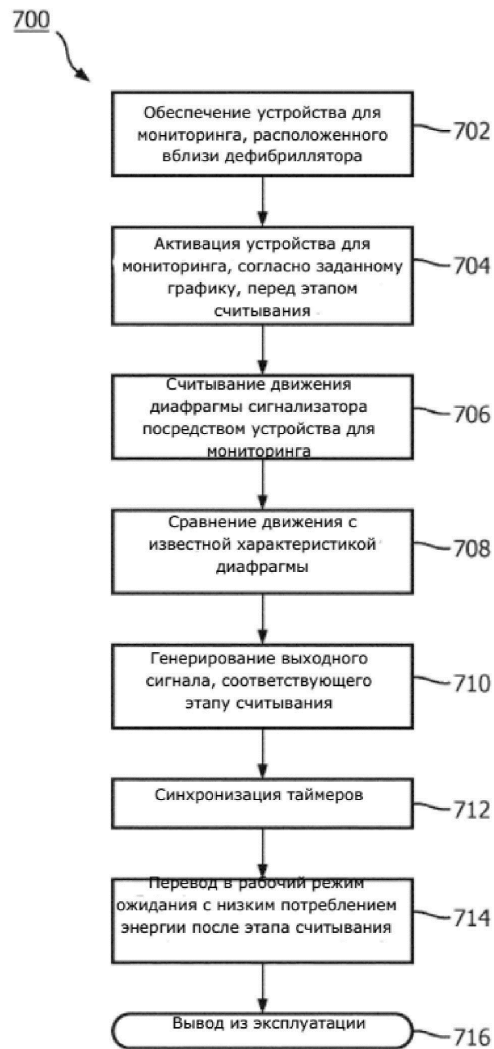 700
Обеспечение устройства для
мониторинга, расположенного
вблизи дефибриллятора
702
Активация устройства для
мониторинга, согласно заданному
графику, перед этапом
считывания
704
Считывание движения
диафрагмы сигнализатора
посредством устройства для
мониторинга
706
Сравнение движения с
известной характеристикой
диафрагмы
708
Генерирование выходного
сигнала, соответствующего
этапу считывания
710
Синхронизация таймеров
712
Перевод в рабочий режим
ожидания с низким потреблением
энергии после этапа считывания
714
Вывод из эксплуатации
716